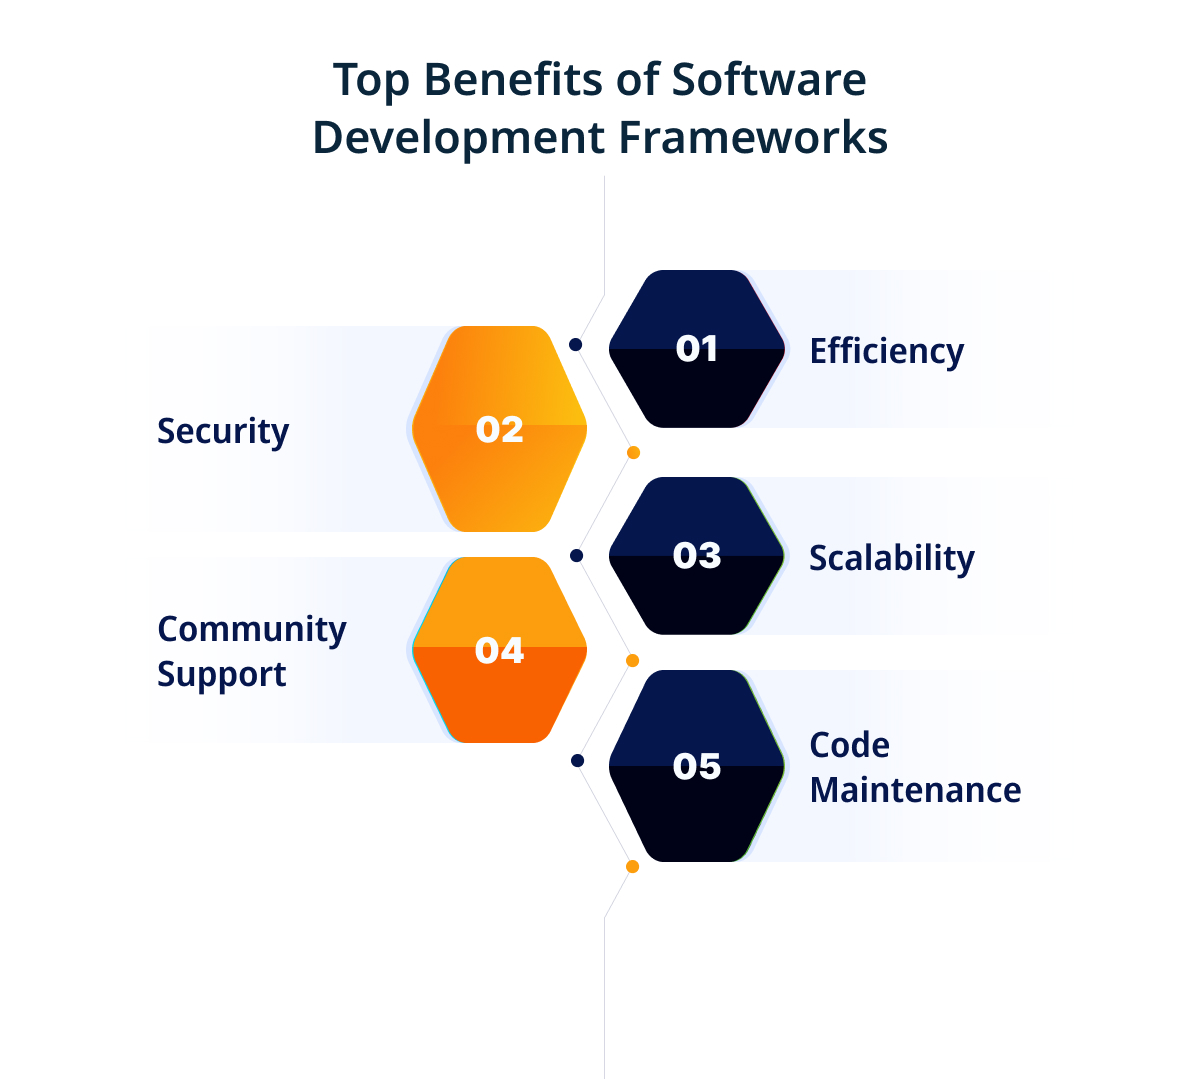 Top Benefits of Software
Development Frameworks
01
Efficiency
02
Security
03
Scalability
04
Community
Support
05
Code
Maintenance